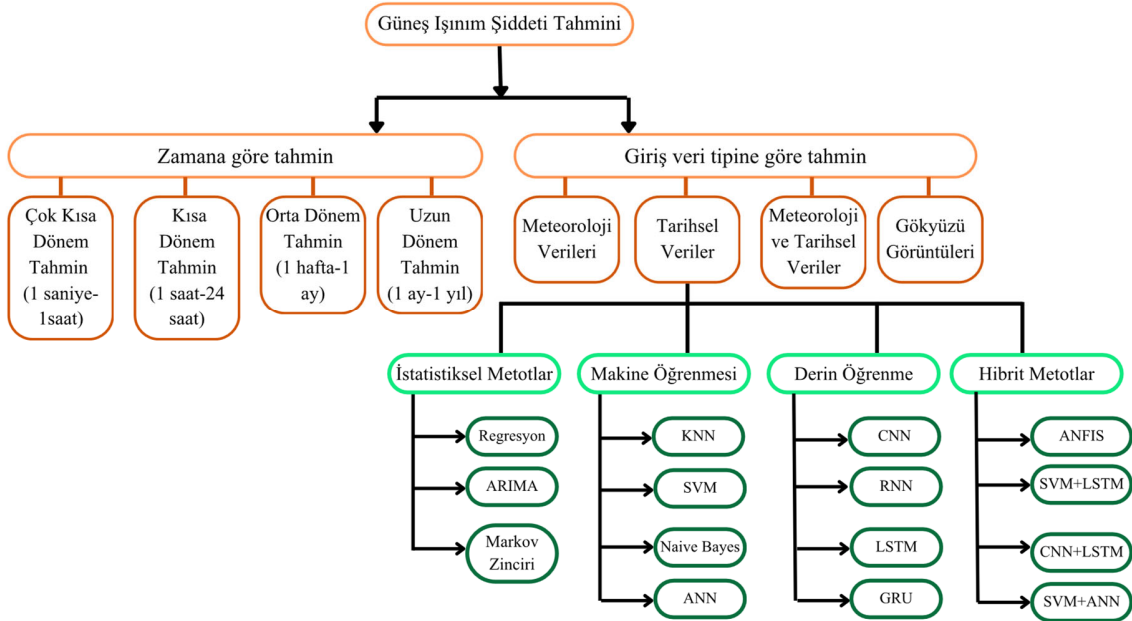 Güneş Işınım Şiddeti Tahmini
Zamana göre tahmin
Giriş veri tipine göre tahmin
Çok Kısa
Dönem
Tahmin
(1 saniye-
1saat)
Kısa
Dönem
Tahmin
(1 saat-24
saat)
Orta Dönem
Tahmin
(1 hafta-1
ay)
Uzun
Dönem
Tahmin
(1 ay-1 yıl)
Meteoroloji
Verileri
Tarihsel
Veriler
Meteoroloji
ve Tarihsel
Veriler
Gökyüzü
Görüntüleri
İstatistiksel Metotlar
Regresyon
ARIMA
Markov
Zinciri
Makine Öğrenmesi
KNN
SVM
Naive Bayes
ANN
Derin Öğrenme
CNN
RNN
LSTM
GRU
Hibrit Metotlar
ANFIS
SVM+LSTM
CNN+LSTM
SVM+ANN